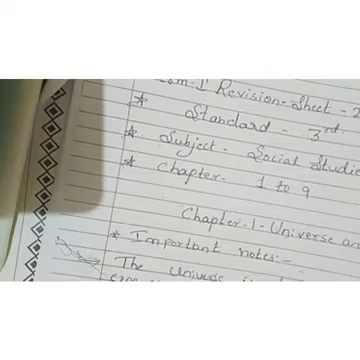 Revision-Sheet - 2
* Standard - 3rd.
* Subject - Social Studies
* Chapter - 1 to 9
Chapter-1-Universe an
* Important notes:-
* The universe